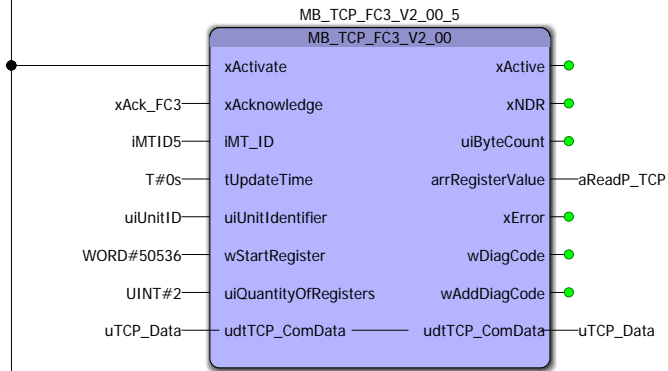 MB_TCP_FC3_V2_00_5
MB_TCP_FC3_V2_00
xActivate xActive
xAck_FC3 xAcknowledge xNDR
iMTID5 iMT_ID uiByteCount
T#0s tUpdateTime arrRegisterValue aReadP_TCP
uiUnitID uiUnitIdentifier xError
WORD#50536 wStartRegister wDiagCode
UINT#2 uiQuantityOfRegisters wAddDiagCode
uTCP_Data udtTCP_ComData udtTCP_ComData uTCP_Data